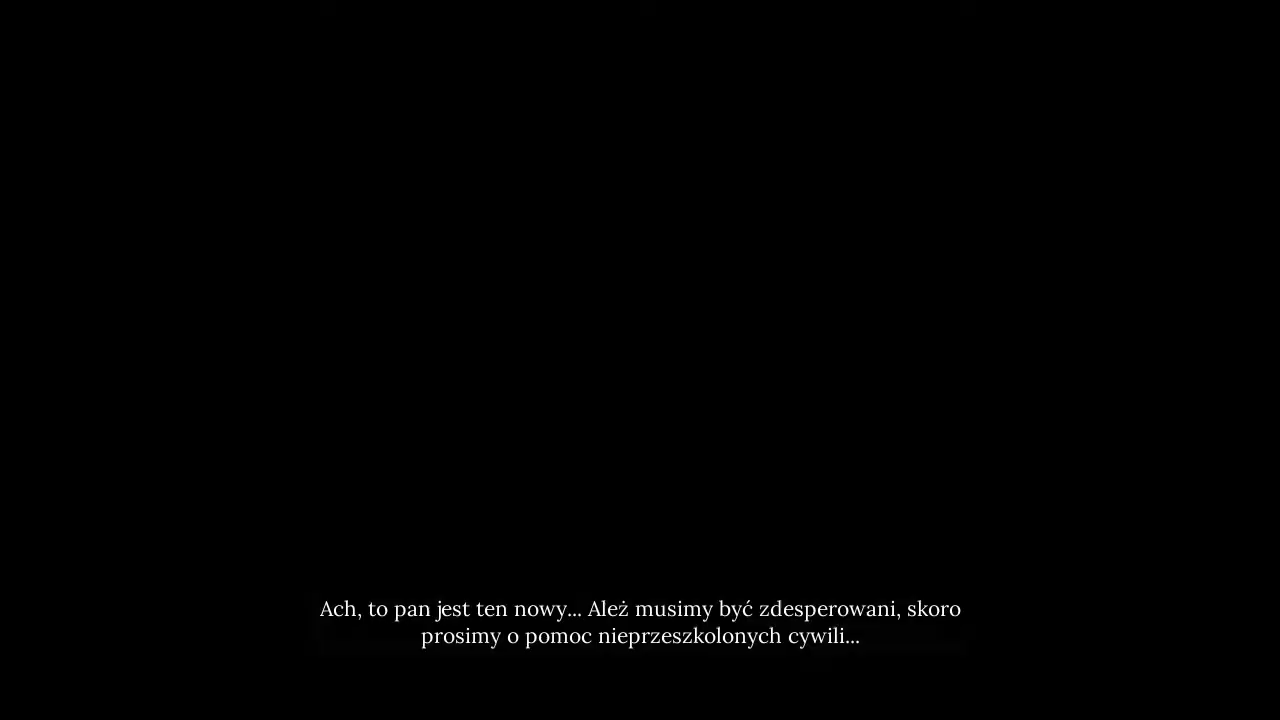 Ach, to pan jest ten nowy... Ależ musimy być zdesperowani, skoro
prosimy o pomoc nieprzeszkolonych cywili...